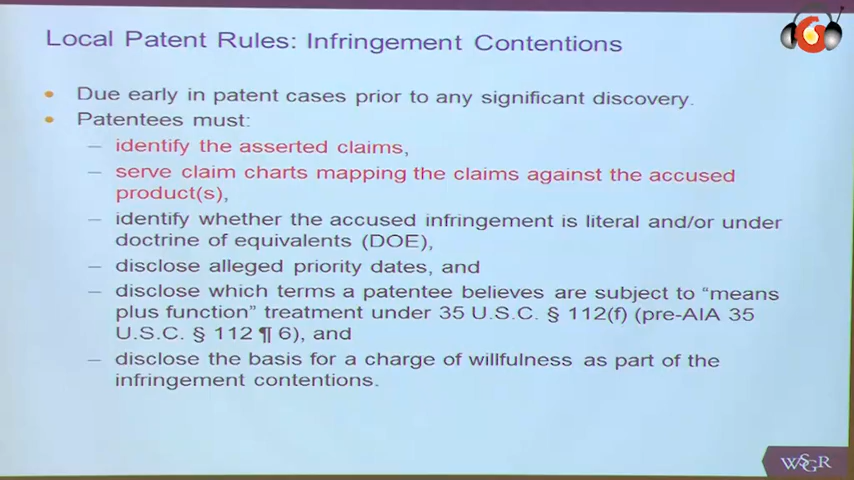 Local Patent Rules: Infringement Contentions
• Due early in patent cases prior to any significant discovery.
• Patentees must:
– identify the asserted claims,
– serve claim charts mapping the claims against the accused
product(s),
– identify whether the accused infringement is literal and/or under
doctrine of equivalents (DOE),
– disclose alleged priority dates, and
– disclose which terms a patentee believes are subject to “means
plus function” treatment under 35 U.S.C. § 112(f) (pre-AIA 35
U.S.C. § 112 ¶ 6), and
– disclose the basis for a charge of willfulness as part of the
infringement contentions.
WSGR